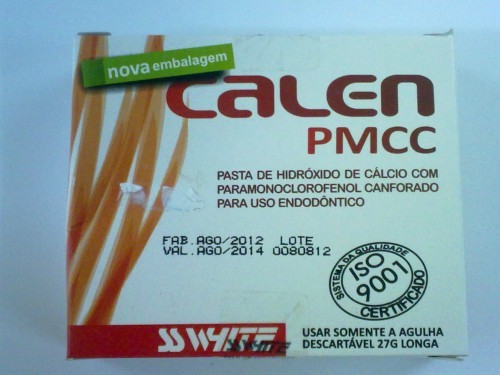 nova embalagem
CALEN
PMCC
PASTA DE HIDRÓXIDO DE CÁLCIO COM
PARAMONOCLOROFENOL CANFORADO
PARA USO ENDODÔNTICO
FAB.AGO/2012 LOTE
VAL.AGO/2014 0080812
SISTEMA DA QUALIDADE
ISO
9001
CERTIFICADO
SS WHITE
SSWHITE
USAR SOMENTE A AGULHA
DESCARTÁVEL 27G LONGA